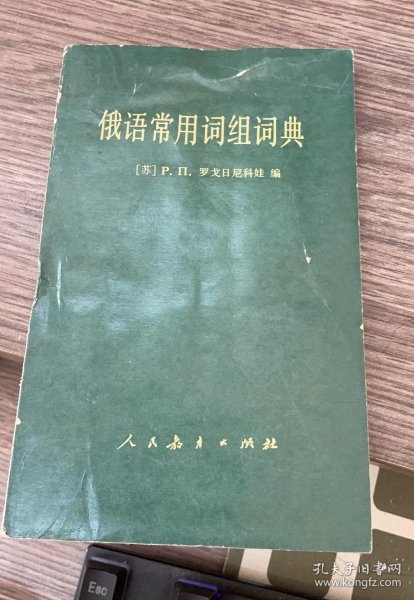 俄语常用词组词典
[苏] Р. П. 罗戈日尼科娃 编
人民教育出版社
Esc
孔夫子旧书网
www.kongfz.com